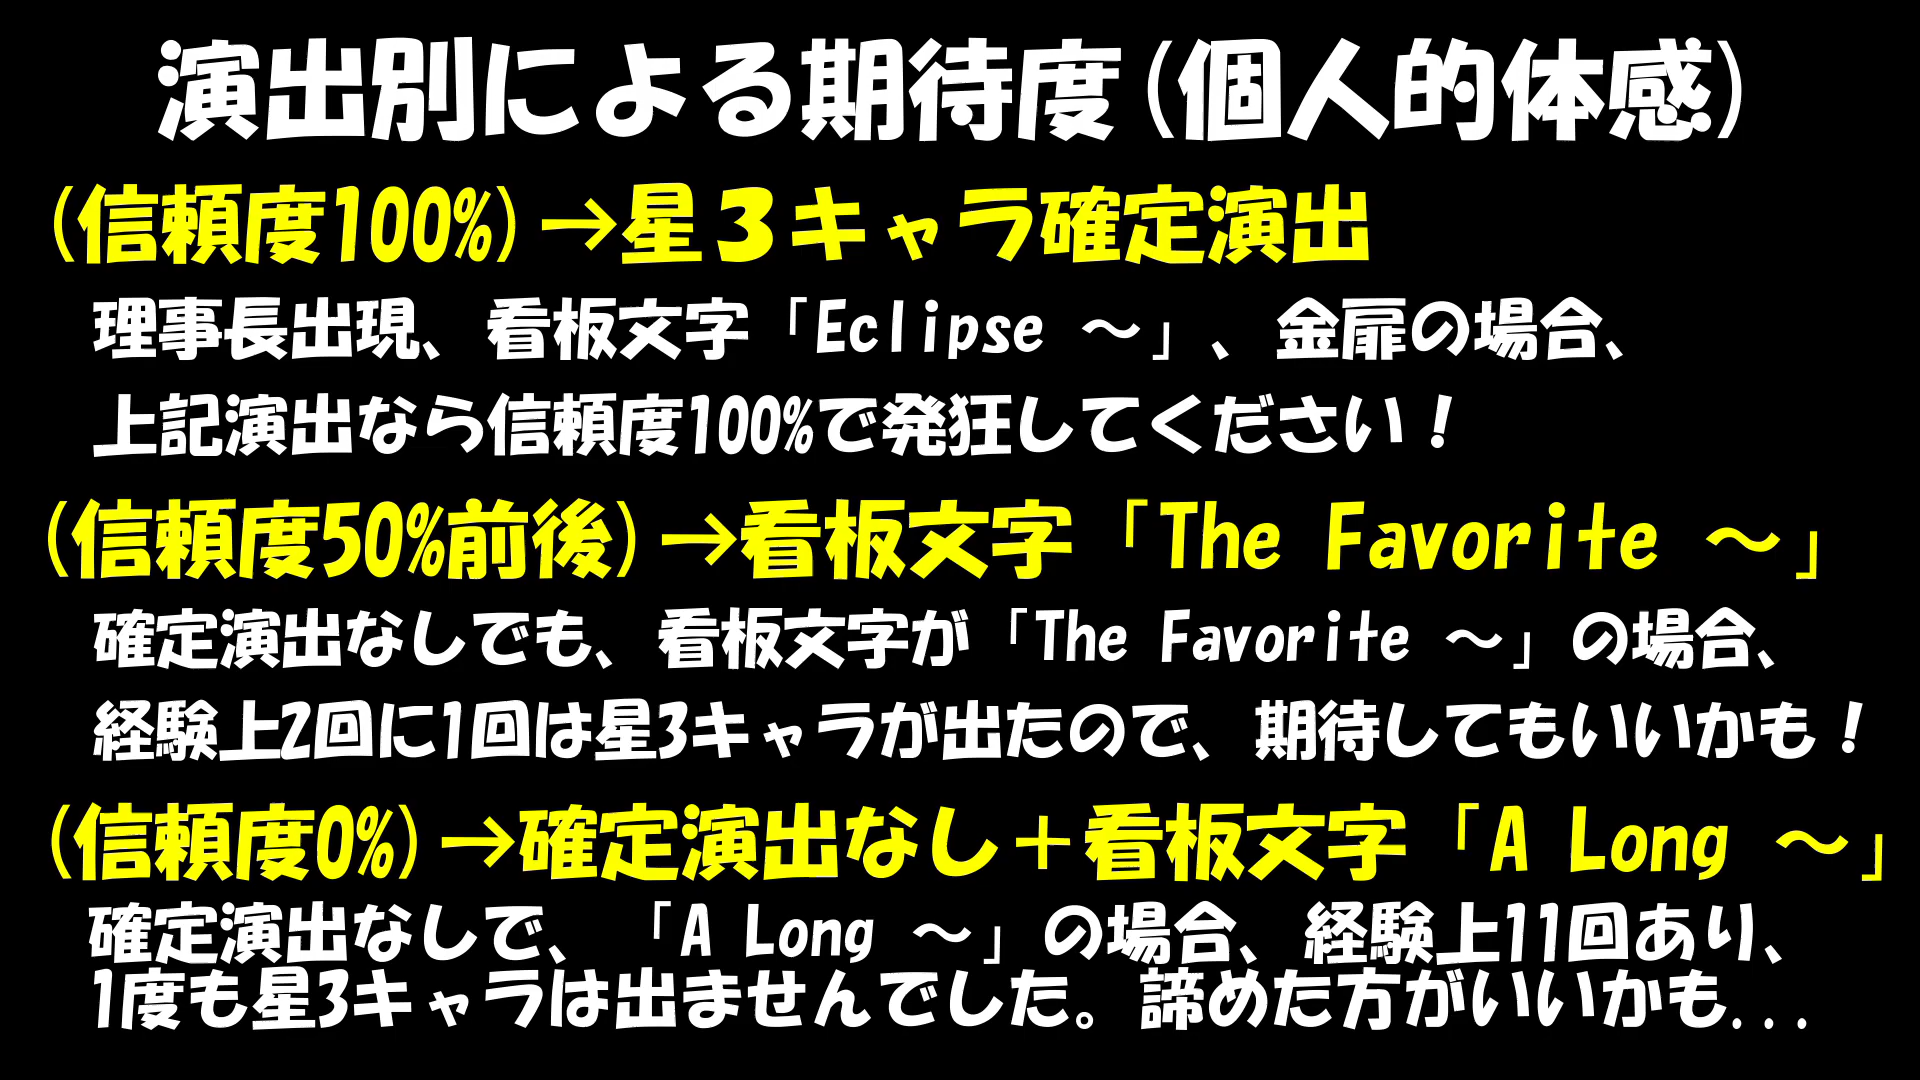 演出別による期待度(個人的体感)
(信頼度100%)→星３キャラ確定演出
理事長出現、看板文字「Eclipse ～」、金扉の場合、
上記演出なら信頼度100%で発狂してください！
(信頼度50%前後)→看板文字「The Favorite ～」
確定演出なしでも、看板文字が「The Favorite ～」の場合、
経験上2回に1回は星3キャラが出たので、期待してもいいかも！
(信頼度0%)→確定演出なし＋看板文字「A Long ～」
確定演出なしで、「A Long ～」の場合、経験上11回あり、
1度も星3キャラは出ませんでした。諦めた方がいいかも...